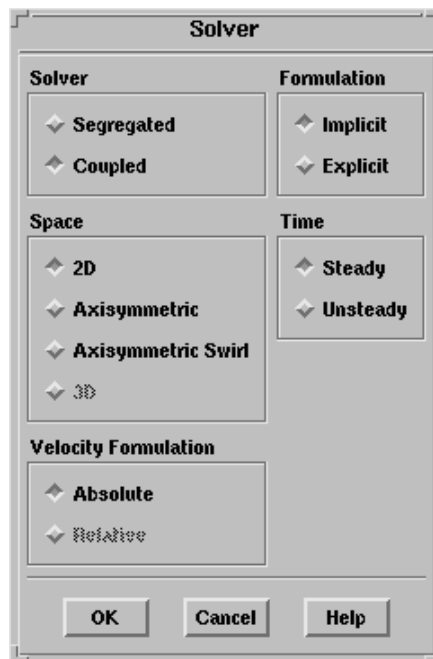 Solver
Solver
Segregated
Coupled
Formulation
Implicit
Explicit
Space
2D
Axisymmetric
Axisymmetric Swirl
3D
Time
Steady
Unsteady
Velocity Formulation
Absolute
Relative
OK
Cancel
Help